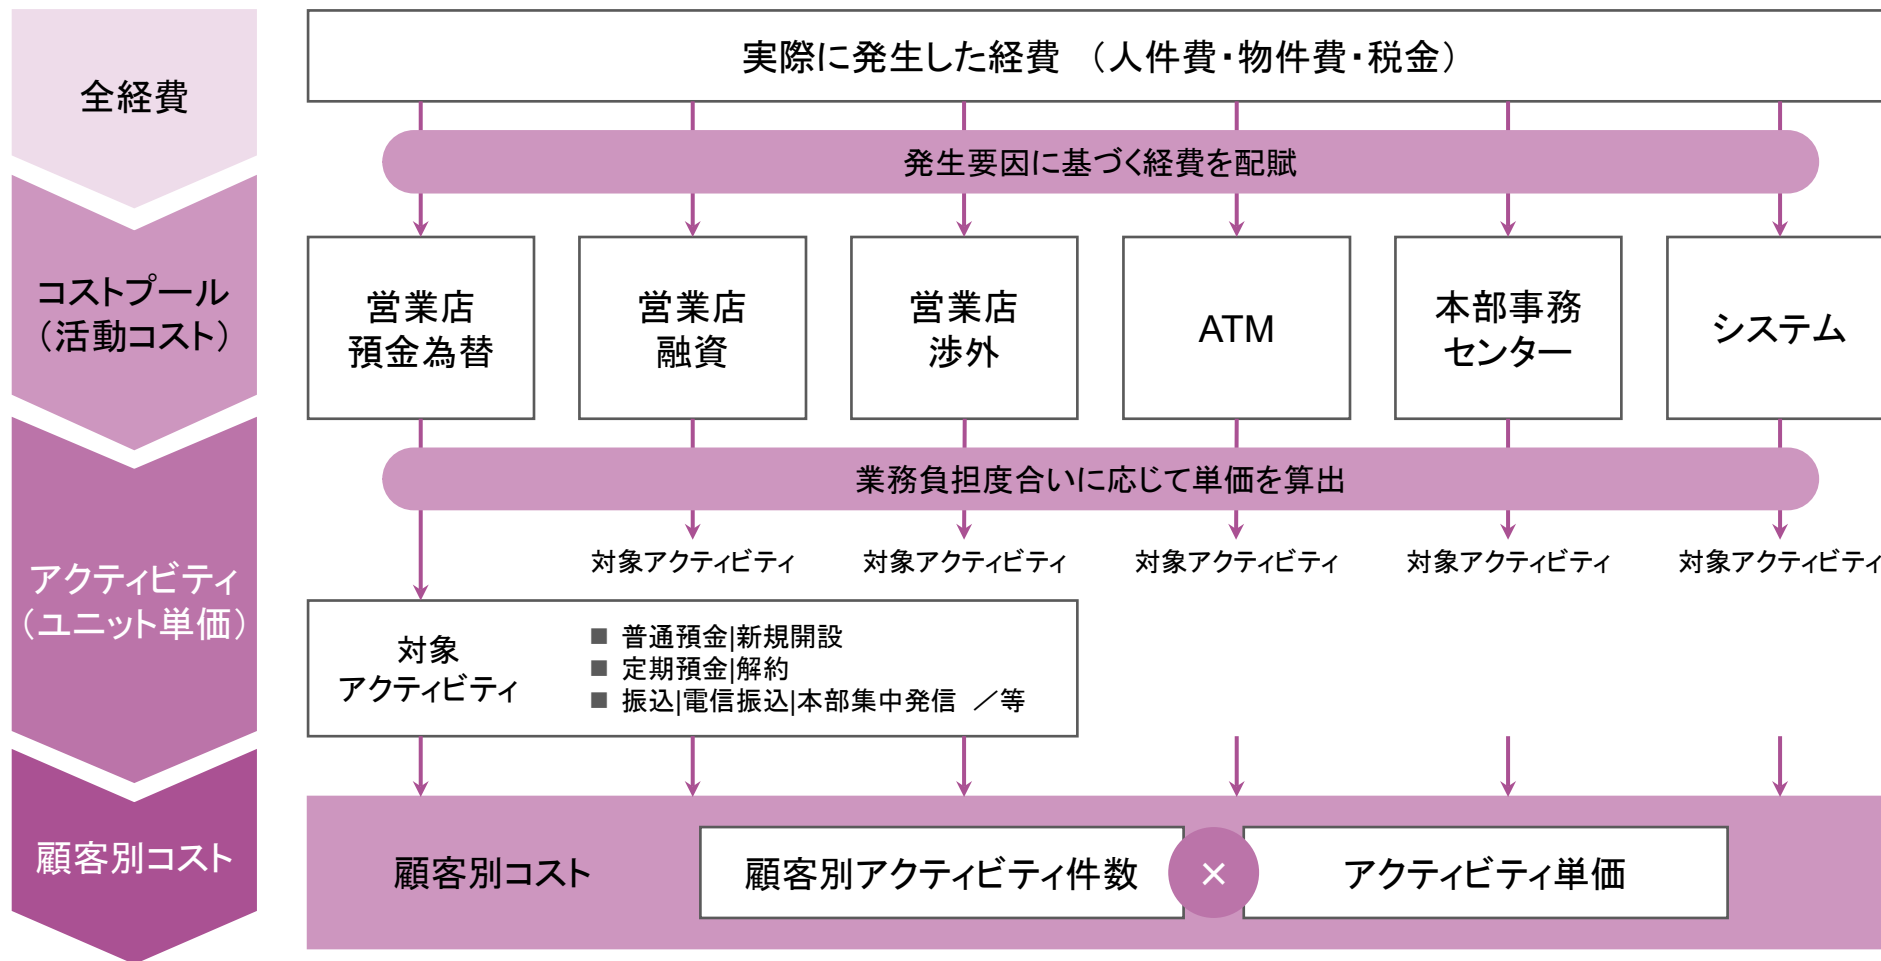 全経費
実際に発生した経費　（人件費・物件費・税金）
発生要因に基づく経費を配賦
コストプール
（活動コスト）
営業店
預金為替
営業店
融資
営業店
渉外
ATM
本部事務
センター
システム
業務負担度合いに応じて単価を算出
アクティビティ
（ユニット単価）
対象アクティビティ
対象アクティビティ
対象アクティビティ
対象アクティビティ
対象アクティビティ
対象
アクティビティ
■ 普通預金|新規開設
■ 定期預金|解約
■ 振込|電信振込|本部集中発信　／等
顧客別コスト
顧客別コスト
顧客別アクティビティ件数
×
アクティビティ単価